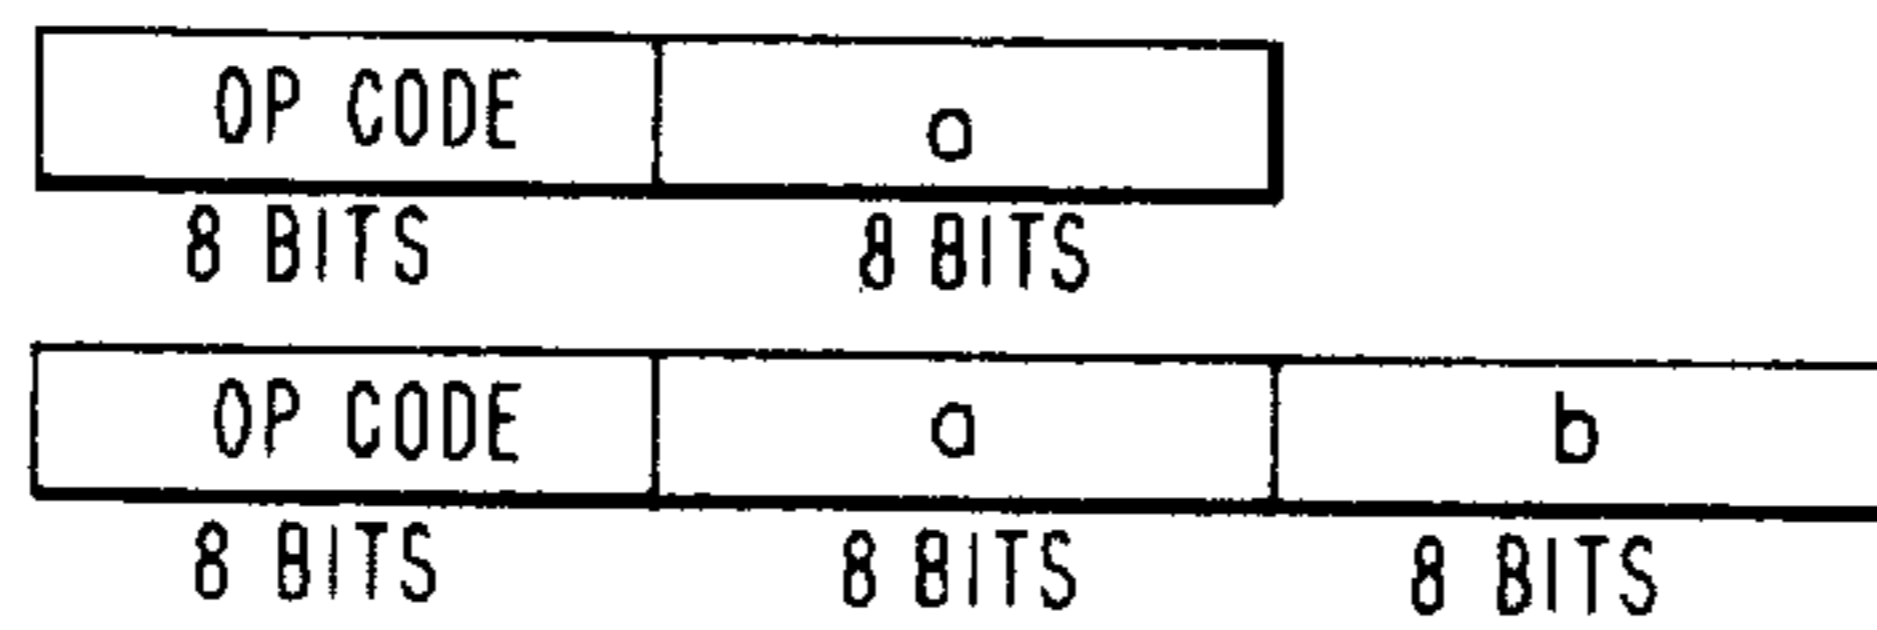 OP CODE a
8 BITS 8 BITS
OP CODE a b
8 BITS 8 BITS 8 BITS